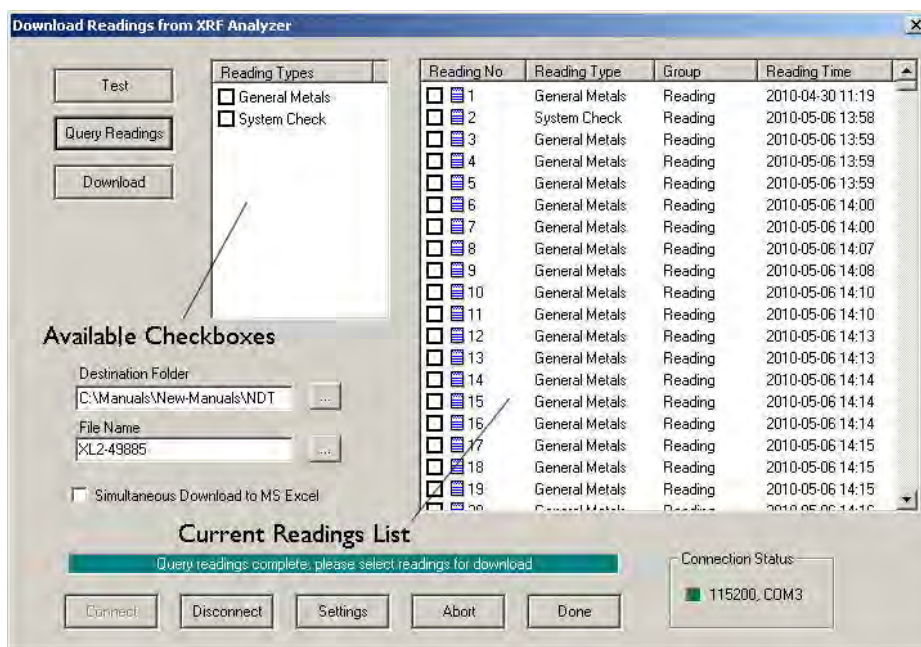 Download Readings from XRF Analyzer
Test
Query Readings
Download
Reading Types
General Metals
System Check
Reading No Reading Type Group Reading Time
1 General Metals Reading 2010-04-30 11:19
2 System Check Reading 2010-05-06 13:58
3 General Metals Reading 2010-05-06 13:59
4 General Metals Reading 2010-05-06 13:59
5 General Metals Reading 2010-05-06 13:59
6 General Metals Reading 2010-05-06 14:00
7 General Metals Reading 2010-05-06 14:00
8 General Metals Reading 2010-05-06 14:07
9 General Metals Reading 2010-05-06 14:08
10 General Metals Reading 2010-05-06 14:10
11 General Metals Reading 2010-05-06 14:10
12 General Metals Reading 2010-05-06 14:13
13 General Metals Reading 2010-05-06 14:13
14 General Metals Reading 2010-05-06 14:14
15 General Metals Reading 2010-05-06 14:14
16 General Metals Reading 2010-05-06 14:14
17 General Metals Reading 2010-05-06 14:15
18 General Metals Reading 2010-05-06 14:15
19 General Metals Reading 2010-05-06 14:15
Available Checkboxes
Destination Folder
C:\Manuals\New-Manuals\NDT ...
File Name
XL2-49885 ...
Simultaneous Download to MS Excel
Current Readings List
Query readings complete, please select readings for download
Connect Disconnect Settings Abort Done
Connection Status
115200, COM3